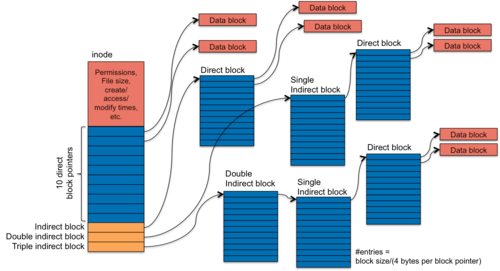 Data block
Data block
Data block
Data block
Data block
Data block
inode
Permissions,
File size,
create/
access/
modify times,
etc.
10 direct
block pointers
Indirect block
Double indirect block
Triple indirect block
Direct block
Single
Indirect block
Direct block
Double
Indirect block
Single
Indirect block
Direct block
Data block
Data block
#entries =
block size/(4 bytes per block pointer)